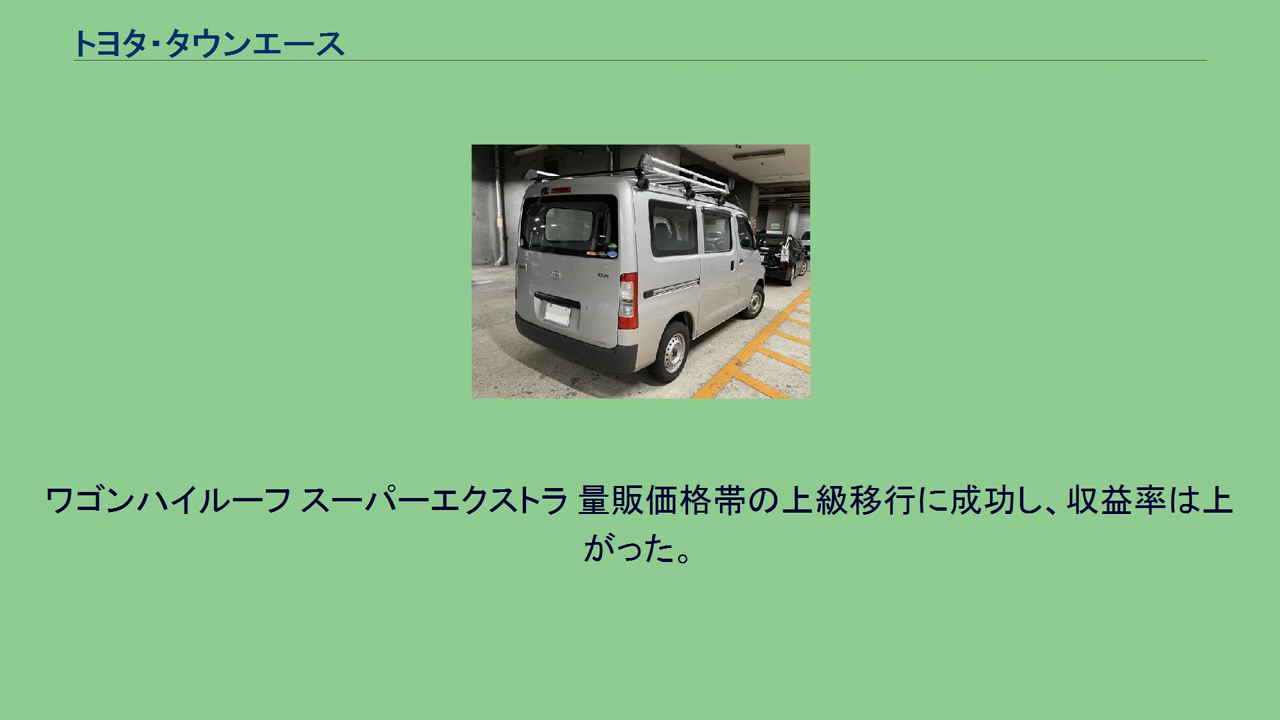 トヨタ・タウンエース
DX
ワゴンハイルーフ スーパーエクストラ 量販価格帯の上級移行に成功し、収益率は上
がった。